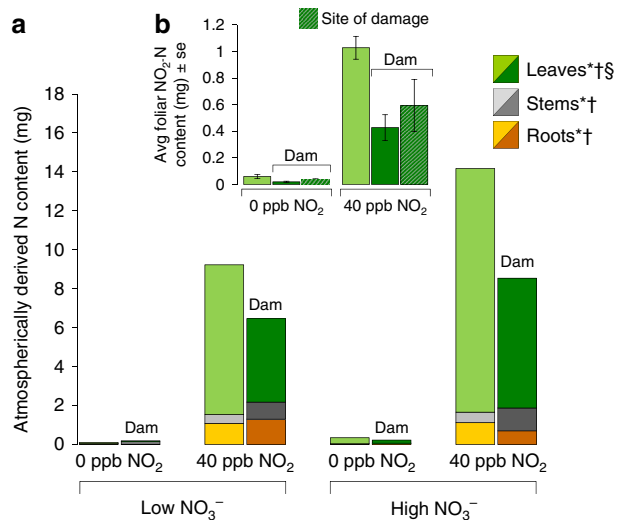 a
b
Site of damage
Avg foliar NO₂-N
content (mg) ± se
1.2
1
0.8
0.6
0.4
0.2
0
Dam
Dam
0 ppb NO₂
40 ppb NO₂
Leaves*†§
Stems*†
Roots*†
Atmospherically derived N content (mg)
18
16
14
12
10
8
6
4
2
0
Dam
Dam
Dam
Dam
0 ppb NO₂
40 ppb NO₂
0 ppb NO₂
40 ppb NO₂
Low NO₃⁻
High NO₃⁻